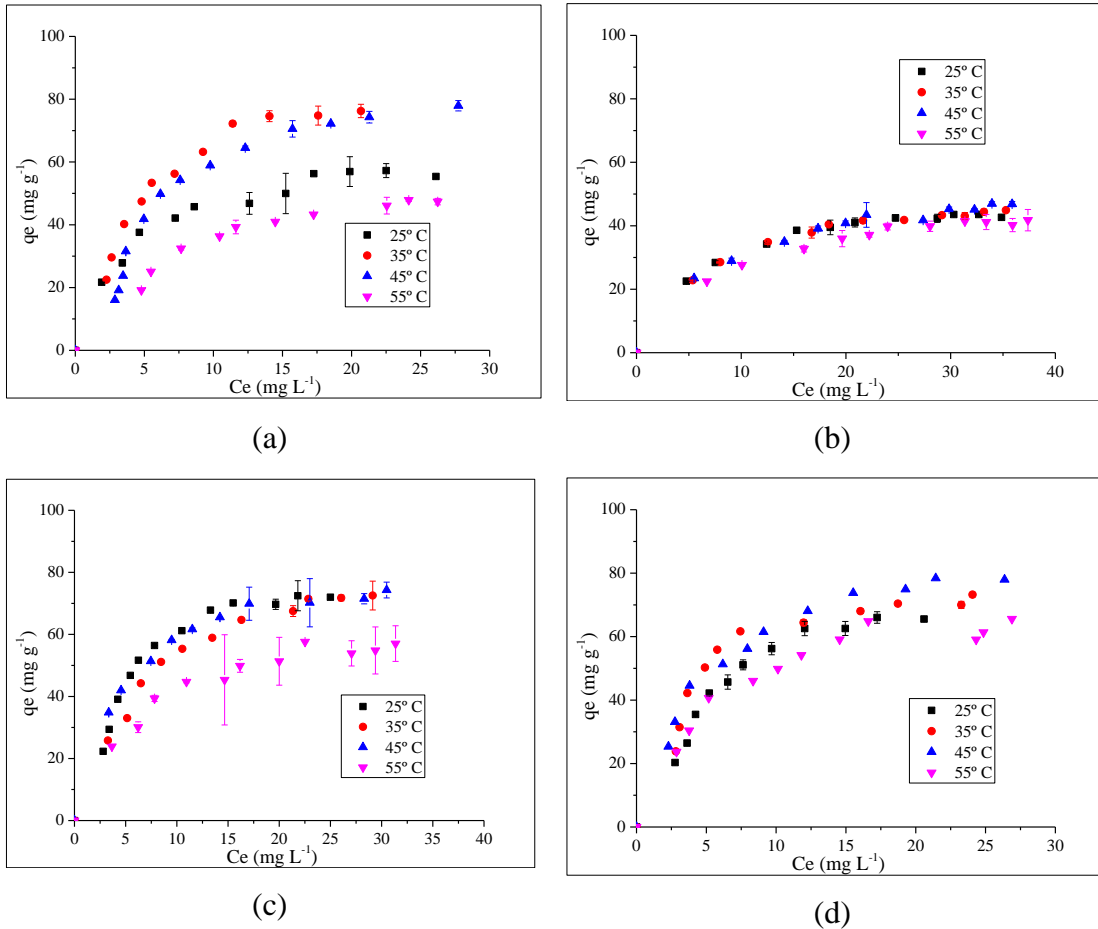 100
80
60
40
20
0
qe (mg g-1)
25º C
35º C
45º C
55º C
0 5 10 15 20 25 30
Ce (mg L-1)
(a)
100
80
60
40
20
0
qe (mg g-1)
25º C
35º C
45º C
55º C
0 10 20 30 40
Ce (mg L-1)
(b)
100
80
60
40
20
0
qe (mg g-1)
25º C
35º C
45º C
55º C
0 5 10 15 20 25 30 35 40
Ce (mg L-1)
(c)
100
80
60
40
20
0
qe (mg g-1)
25º C
35º C
45º C
55º C
0 5 10 15 20 25 30
Ce (mg L-1)
(d)